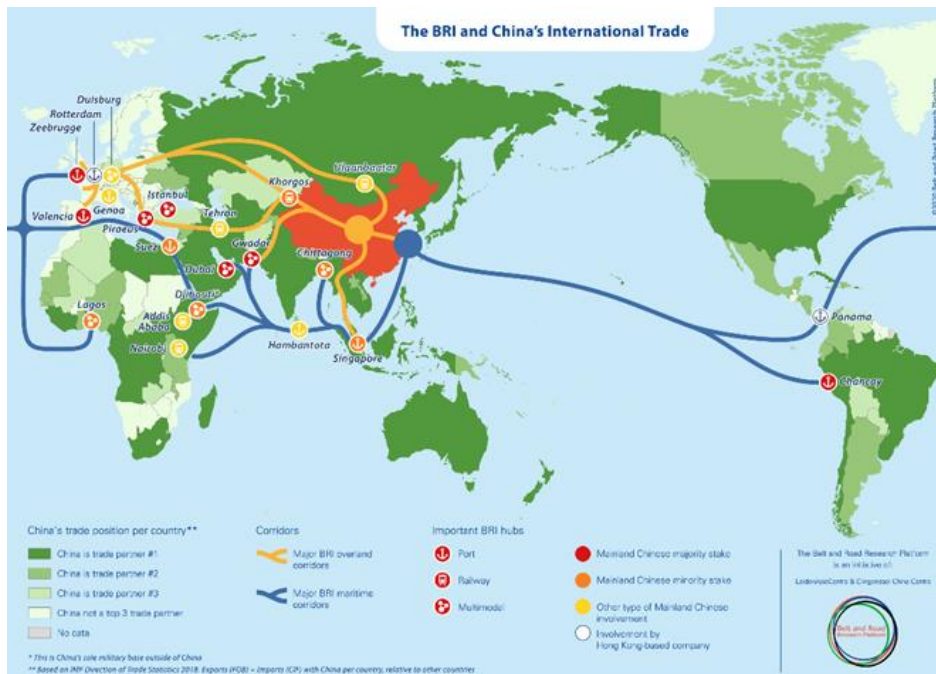 The BRI and China's International Trade
Duisburg
Rotterdam
Zeebrugge
Ulaanbaatar
Khorgos
Istanbul
Genoa
Valencia
Piraeus
Tehran
Gwadar
Suez
Chittagong
Dubai
Djibouti*
Lagos
Addis
Ababa
Nairobi
Hambantota
Singapore
Panama
Chancay
China's trade position per country**
China is trade partner #1
China is trade partner #2
China is trade partner #3
China not a top 3 trade partner
No data
Corridors
Major BRI overland
corridors
Major BRI maritime
corridors
Important BRI hubs
Port
Railway
Multimodal
Mainland Chinese majority stake
Mainland Chinese minority stake
Other type of Mainland Chinese
involvement
Involvement by
Hong Kong-based company
The Belt and Road Research Platform
is an initiative of:
Belt and Road
Research Platform
* This is China's sole military base outside of China
** Based on IMF Direction of Trade Statistics 2018: Exports (FOB) + Imports (CIF) with China per country, relative to other countries